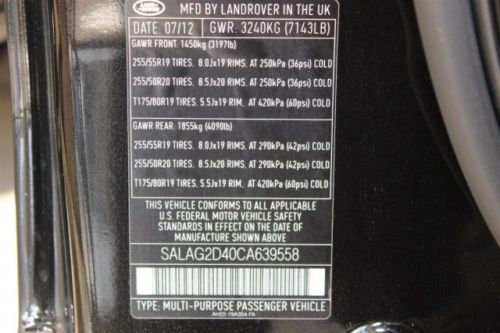 LAND ROVER
MFD BY LANDROVER IN THE UK
DATE: 07/12 GWR: 3240KG (7143LB)
GAWR FRONT: 1450kg (3197lb)
255/55R19 TIRES. 8.0Jx19 RIMS, AT 250kPa (36psi) COLD
255/50R20 TIRES. 8.5Jx20 RIMS, AT 250kPa (36psi) COLD
T175/80R19 TIRES. 5.5Jx19 RIM, AT 420kPa (60psi) COLD
GAWR REAR: 1855kg (4090lb)
255/55R19 TIRES. 8.0Jx19 RIMS, AT 290kPa (42psi) COLD
255/50R20 TIRES. 8.5Jx20 RIMS, AT 290kPa (42psi) COLD
T175/80R19 TIRES. 5.5Jx19 RIM, AT 420kPa (60psi) COLD
THIS VEHICLE CONFORMS TO ALL APPLICABLE
U.S. FEDERAL MOTOR VEHICLE SAFETY
STANDARDS IN EFFECT ON THE DATE OF
MANUFACTURE SHOWN ABOVE.
SALAG2D40CA639558
TYPE: MULTI-PURPOSE PASSENGER VEHICLE
AH22-19A354-FA